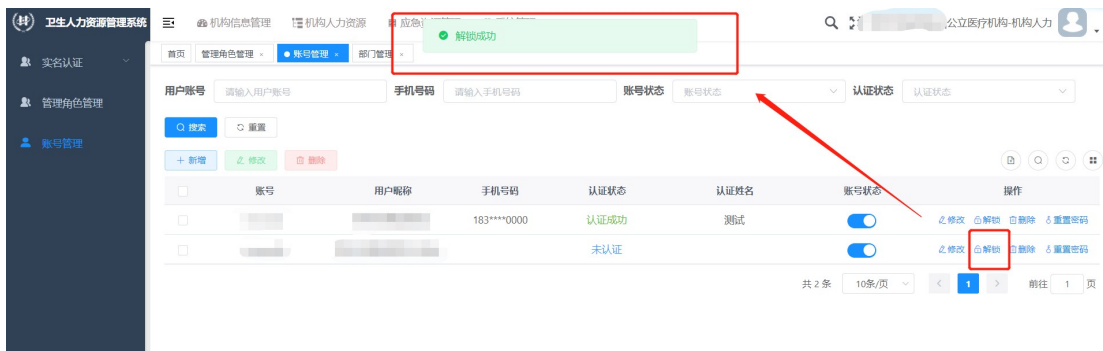 卫生人力资源管理系统
机构信息管理 机构人力资源
解锁成功
公立医疗机构-机构人力
首页 管理角色管理 × 账号管理 × 部门管理 ×
实名认证
管理角色管理
账号管理
用户账号 请输入用户账号 手机号码 请输入手机号码 账号状态 账号状态 认证状态 认证状态
搜索 重置
+ 新增 修改 删除
账号 用户昵称 手机号码 认证状态 认证姓名 账号状态 操作
183****0000 认证成功 测试 修改 解锁 删除 重置密码
未认证 修改 解锁 删除 重置密码
共 2 条 10条/页 < 1 > 前往 1 页